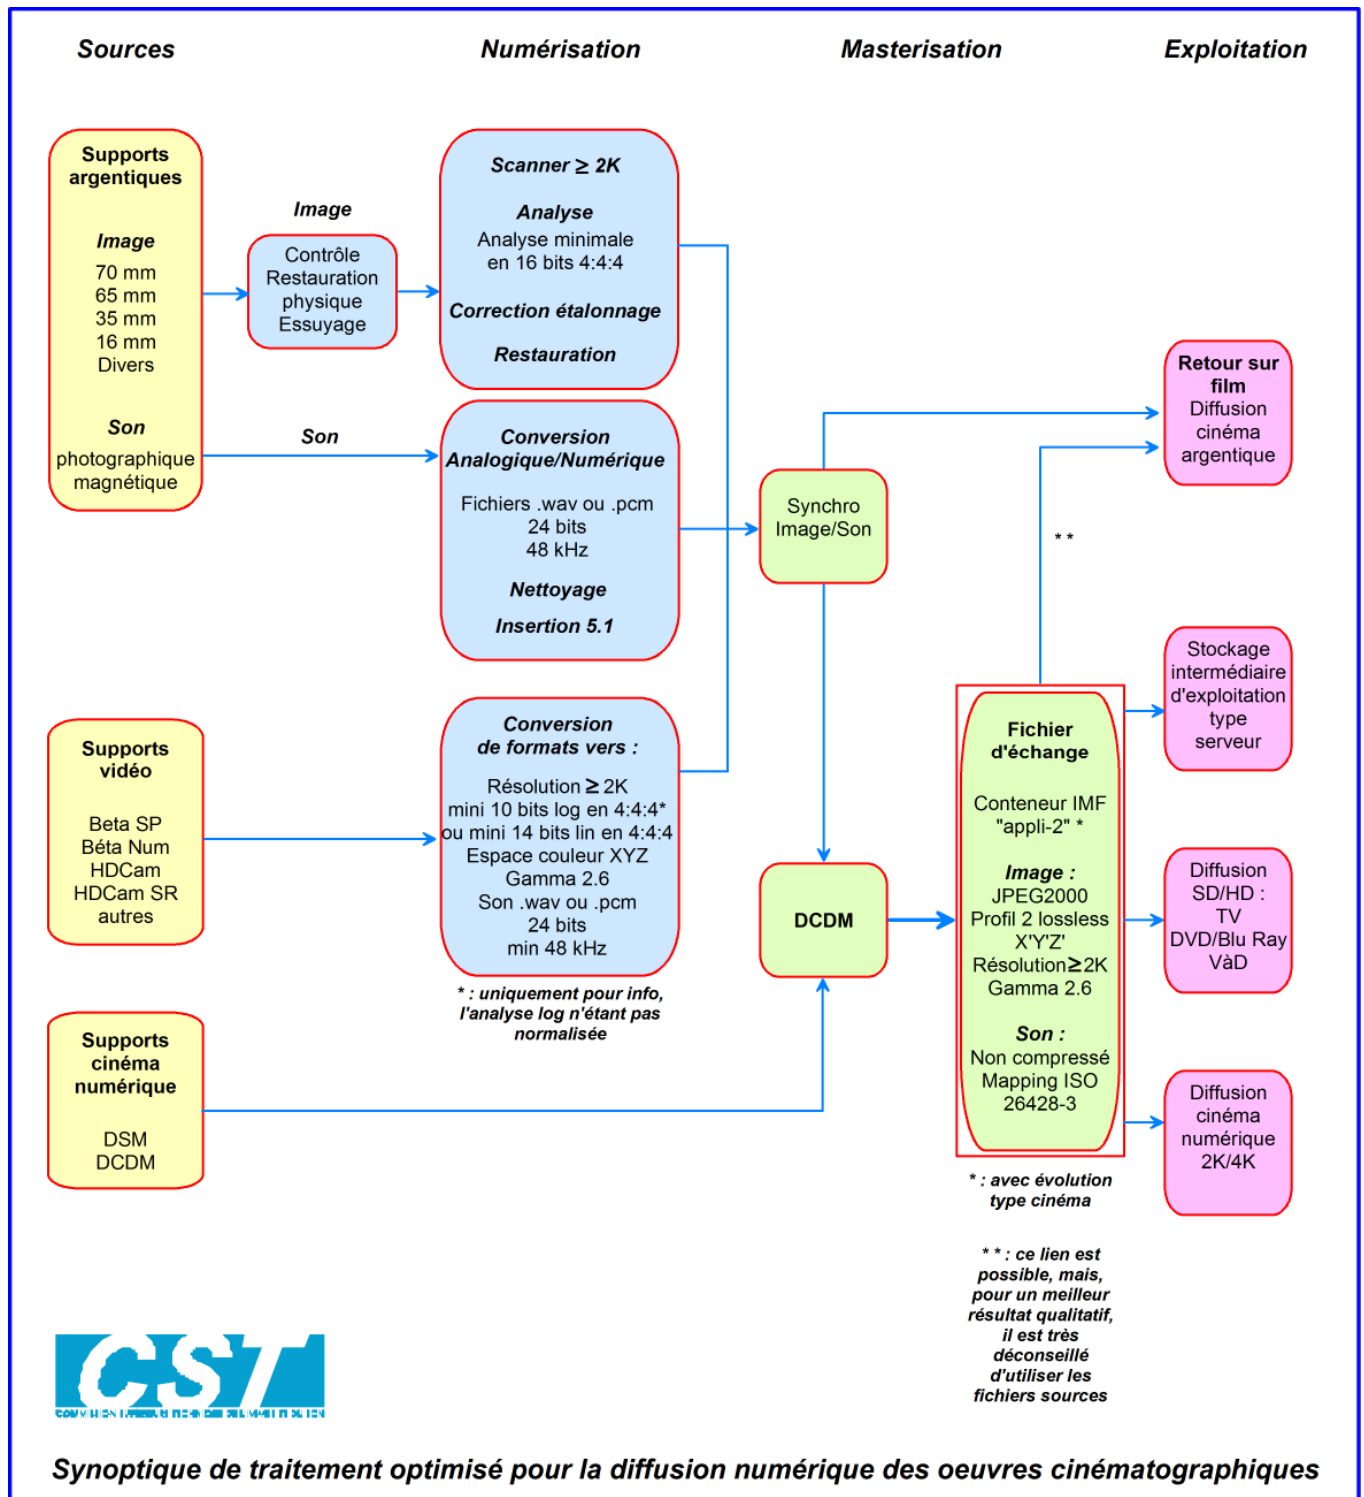 Sources
Numérisation
Masterisation
Exploitation
Supports
argentiques
Image
70 mm
65 mm
35 mm
16 mm
Divers
Son
photographique
magnétique
Image
Contrôle
Restauration
physique
Essuyage
Son
Scanner ≥ 2K
Analyse
Analyse minimale
en 16 bits 4:4:4
Correction étalonnage
Restauration
Conversion
Analogique/Numérique
Fichiers .wav ou .pcm
24 bits
48 kHz
Nettoyage
Insertion 5.1
Synchro
Image/Son
Retour sur
film
Diffusion
cinéma
argentique
* *
Supports
vidéo
Beta SP
Béta Num
HDCam
HDCam SR
autres
Conversion
de formats vers :
Résolution ≥ 2K
mini 10 bits log en 4:4:4*
ou mini 14 bits lin en 4:4:4
Espace couleur XYZ
Gamma 2.6
Son .wav ou .pcm
24 bits
min 48 kHz
* : uniquement pour info,
l'analyse log n'étant pas
normalisée
Supports
cinéma
numérique
DSM
DCDM
DCDM
Fichier
d'échange
Conteneur IMF
"appli-2" *
Image :
JPEG2000
Profil 2 lossless
X'Y'Z'
Résolution≥2K
Gamma 2.6
Son :
Non compressé
Mapping ISO
26428-3
* : avec évolution
type cinéma
* * : ce lien est
possible, mais,
pour un meilleur
résultat qualitatif,
il est très
déconseillé
d'utiliser les
fichiers sources
Stockage
intermédiaire
d'exploitation
type
serveur
Diffusion
SD/HD :
TV
DVD/Blu Ray
VàD
Diffusion
cinéma
numérique
2K/4K
CST
Synoptique de traitement optimisé pour la diffusion numérique des oeuvres cinématographiques